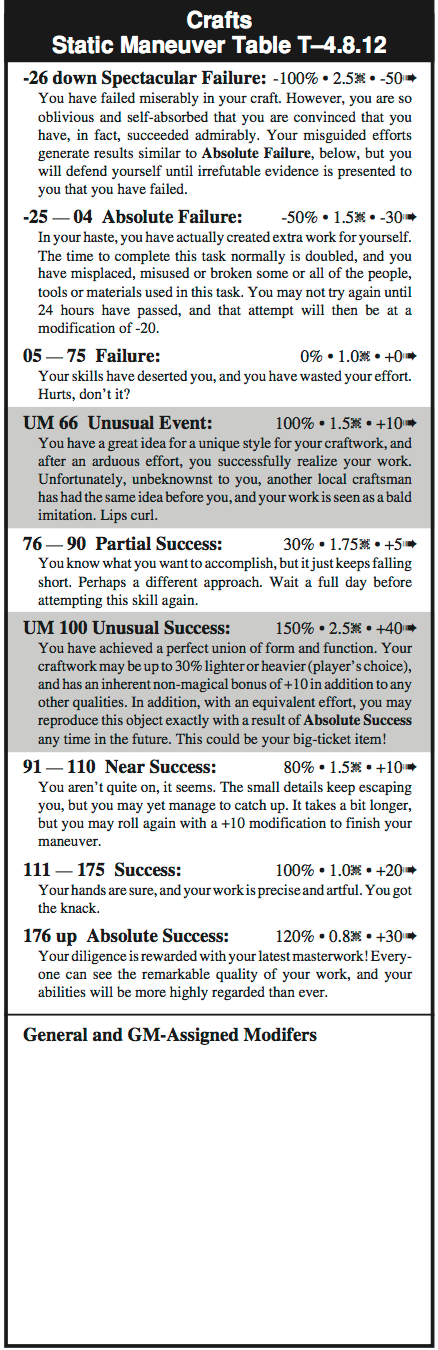 Crafts
Static Maneuver Table T–4.8.12
-26 down Spectacular Failure: -100% • 2.5 • -50
You have failed miserably in your craft. However, you are so
oblivious and self-absorbed that you are convinced that you
have, in fact, succeeded admirably. Your misguided efforts
generate results similar to Absolute Failure, below, but you
will defend yourself until irrefutable evidence is presented to
you that you have failed.
-25 — 04 Absolute Failure: -50% • 1.5 • -30
In your haste, you have actually created extra work for yourself.
The time to complete this task normally is doubled, and you
have misplaced, misused or broken some or all of the people,
tools or materials used in this task. You may not try again until
24 hours have passed, and that attempt will then be at a
modification of -20.
05 — 75 Failure: 0% • 1.0 • +0
Your skills have deserted you, and you have wasted your effort.
Hurts, don't it?
UM 66 Unusual Event: 100% • 1.5 • +10
You have a great idea for a unique style for your craftwork, and
after an arduous effort, you successfully realize your work.
Unfortunately, unbeknownst to you, another local craftsman
has had the same idea before you, and your work is seen as a bald
imitation. Lips curl.
76 — 90 Partial Success: 30% • 1.75 • +5
You know what you want to accomplish, but it just keeps falling
short. Perhaps a different approach. Wait a full day before
attempting this skill again.
UM 100 Unusual Success: 150% • 2.5 • +40
You have achieved a perfect union of form and function. Your
craftwork may be up to 30% lighter or heavier (player's choice),
and has an inherent non-magical bonus of +10 in addition to any
other qualities. In addition, with an equivalent effort, you may
reproduce this object exactly with a result of Absolute Success
any time in the future. This could be your big-ticket item!
91 — 110 Near Success: 80% • 1.5 • +10
You aren't quite on, it seems. The small details keep escaping
you, but you may yet manage to catch up. It takes a bit longer,
but you may roll again with a +10 modification to finish your
maneuver.
111 — 175 Success: 100% • 1.0 • +20
Your hands are sure, and your work is precise and artful. You got
the knack.
176 up Absolute Success: 120% • 0.8 • +30
Your diligence is rewarded with your latest masterwork! Every-
one can see the remarkable quality of your work, and your
abilities will be more highly regarded than ever.
General and GM-Assigned Modifers